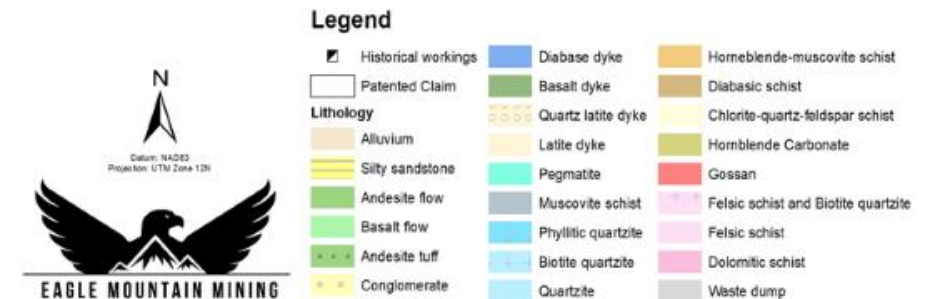 Legend
N
Datum: NAD83
Projection: UTM Zone 12N
EAGLE MOUNTAIN MINING
Historical workings
Patented Claim
Lithology
Alluvium
Silty sandstone
Andesite flow
Basalt flow
Andesite tuff
Conglomerate
Diabase dyke
Basalt dyke
Quartz latite dyke
Latite dyke
Pegmatite
Muscovite schist
Phyllitic quartzite
Biotite quartzite
Quartzite
Horneblende-muscovite schist
Diabasic schist
Chlorite-quartz-feldspar schist
Hornblende Carbonate
Gossan
Felsic schist and Biotite quartzite
Felsic schist
Dolomitic schist
Waste dump